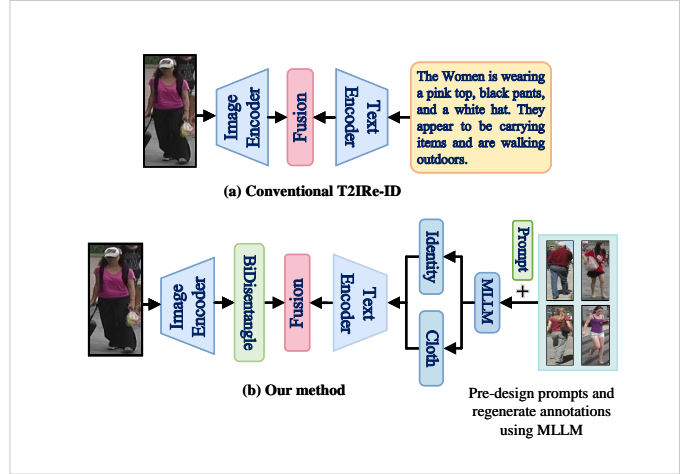 Image
Encoder
Fusion
Text
Encoder
The Women is wearing
a pink top, black pants,
and a white hat. They
appear to be carrying
items and are walking
outdoors.
(a) Conventional T2IRe-ID
Image
Encoder
BiDisentangle
Fusion
Text
Encoder
Identity
Cloth
MLLM
Prompt
+
(b) Our method
Pre-design prompts and
regenerate annotations
using MLLM